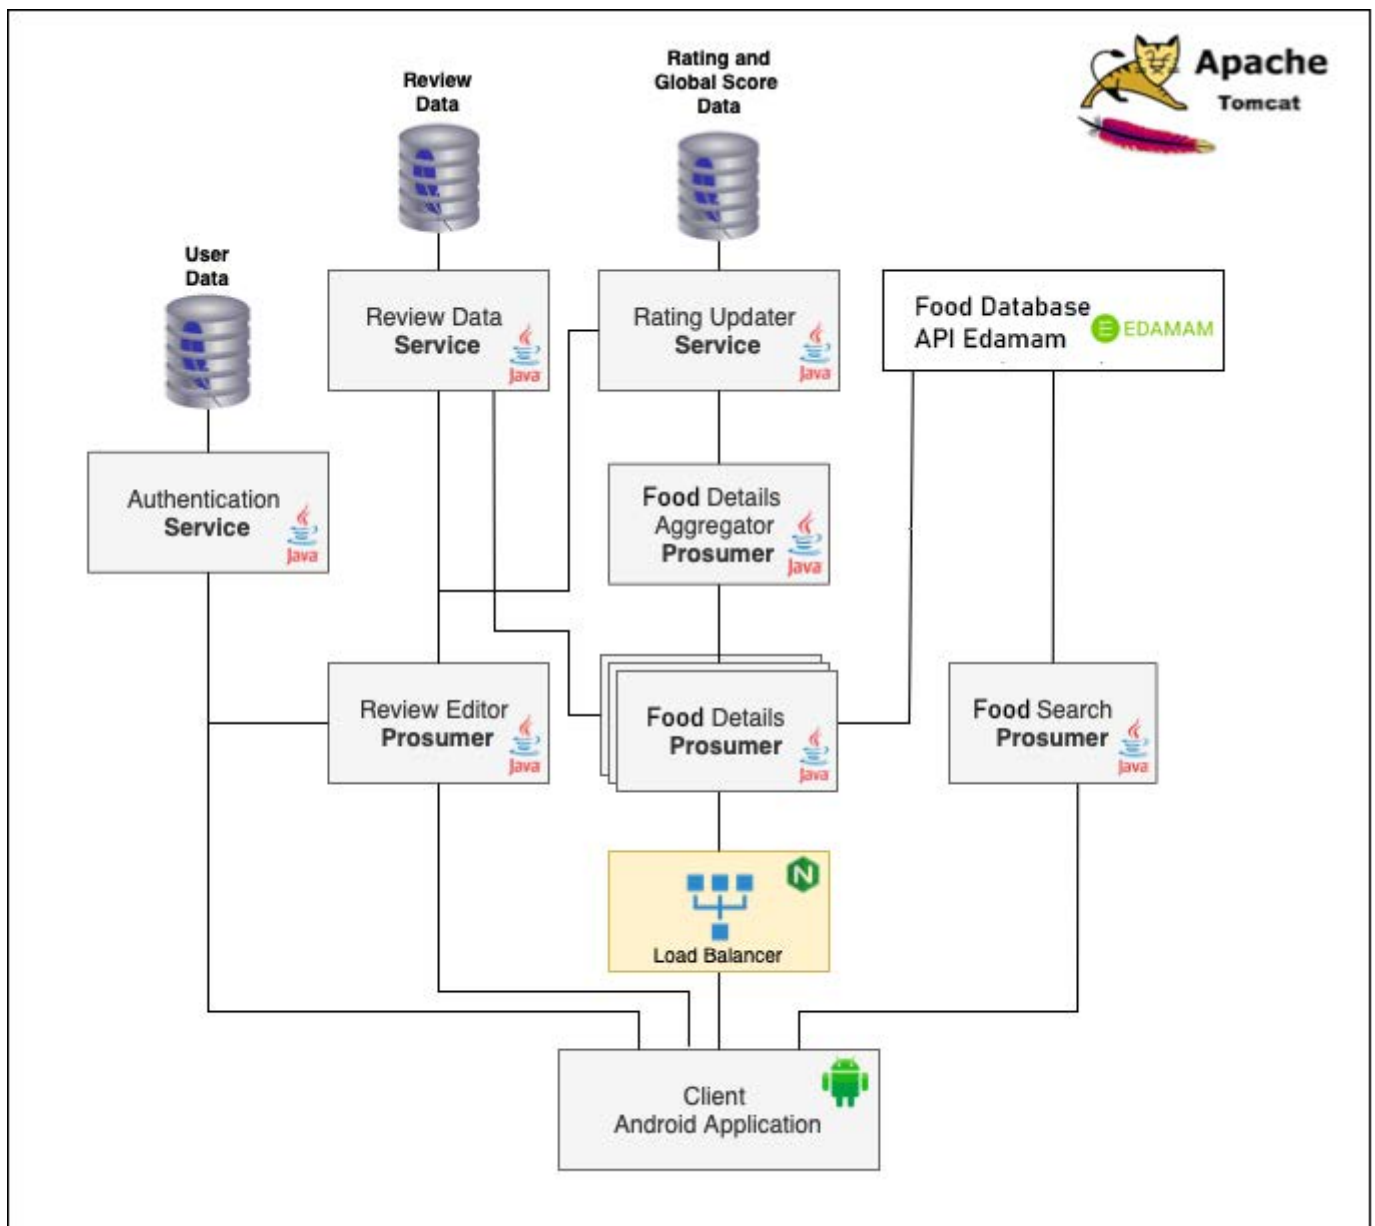 Review
Data
Rating and
Global Score
Data
Apache
Tomcat
User
Data
Review Data
Service
Java
Rating Updater
Service
Java
Food Database
API Edamam
EDAMAM
Authentication
Service
Java
Food Details
Aggregator
Prosumer
Java
Review Editor
Prosumer
Java
Food Details
Prosumer
Java
Food Search
Prosumer
Java
N
Load Balancer
Client
Android Application